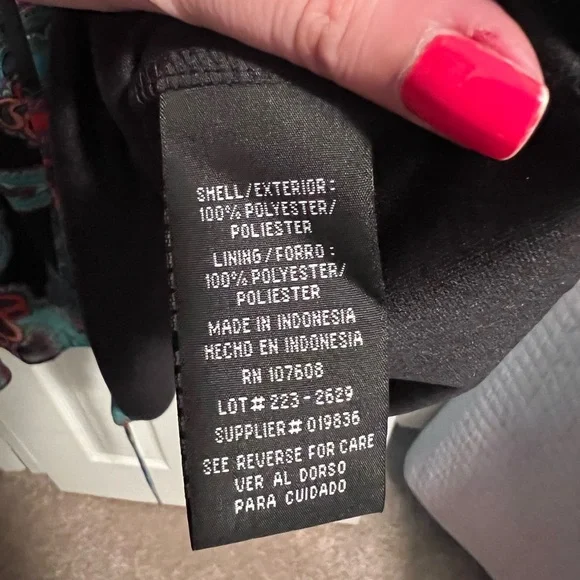 SHELL/EXTERIOR:
100% POLYESTER/
POLIESTER
LINING/FORRO:
100% POLYESTER/
POLIESTER
MADE IN INDONESIA
HECHO EN INDONESIA
RN 107608
LOT# 223-2629
SUPPLIER# 019836
SEE REVERSE FOR CARE
VER AL DORSO
PARA CUIDADO